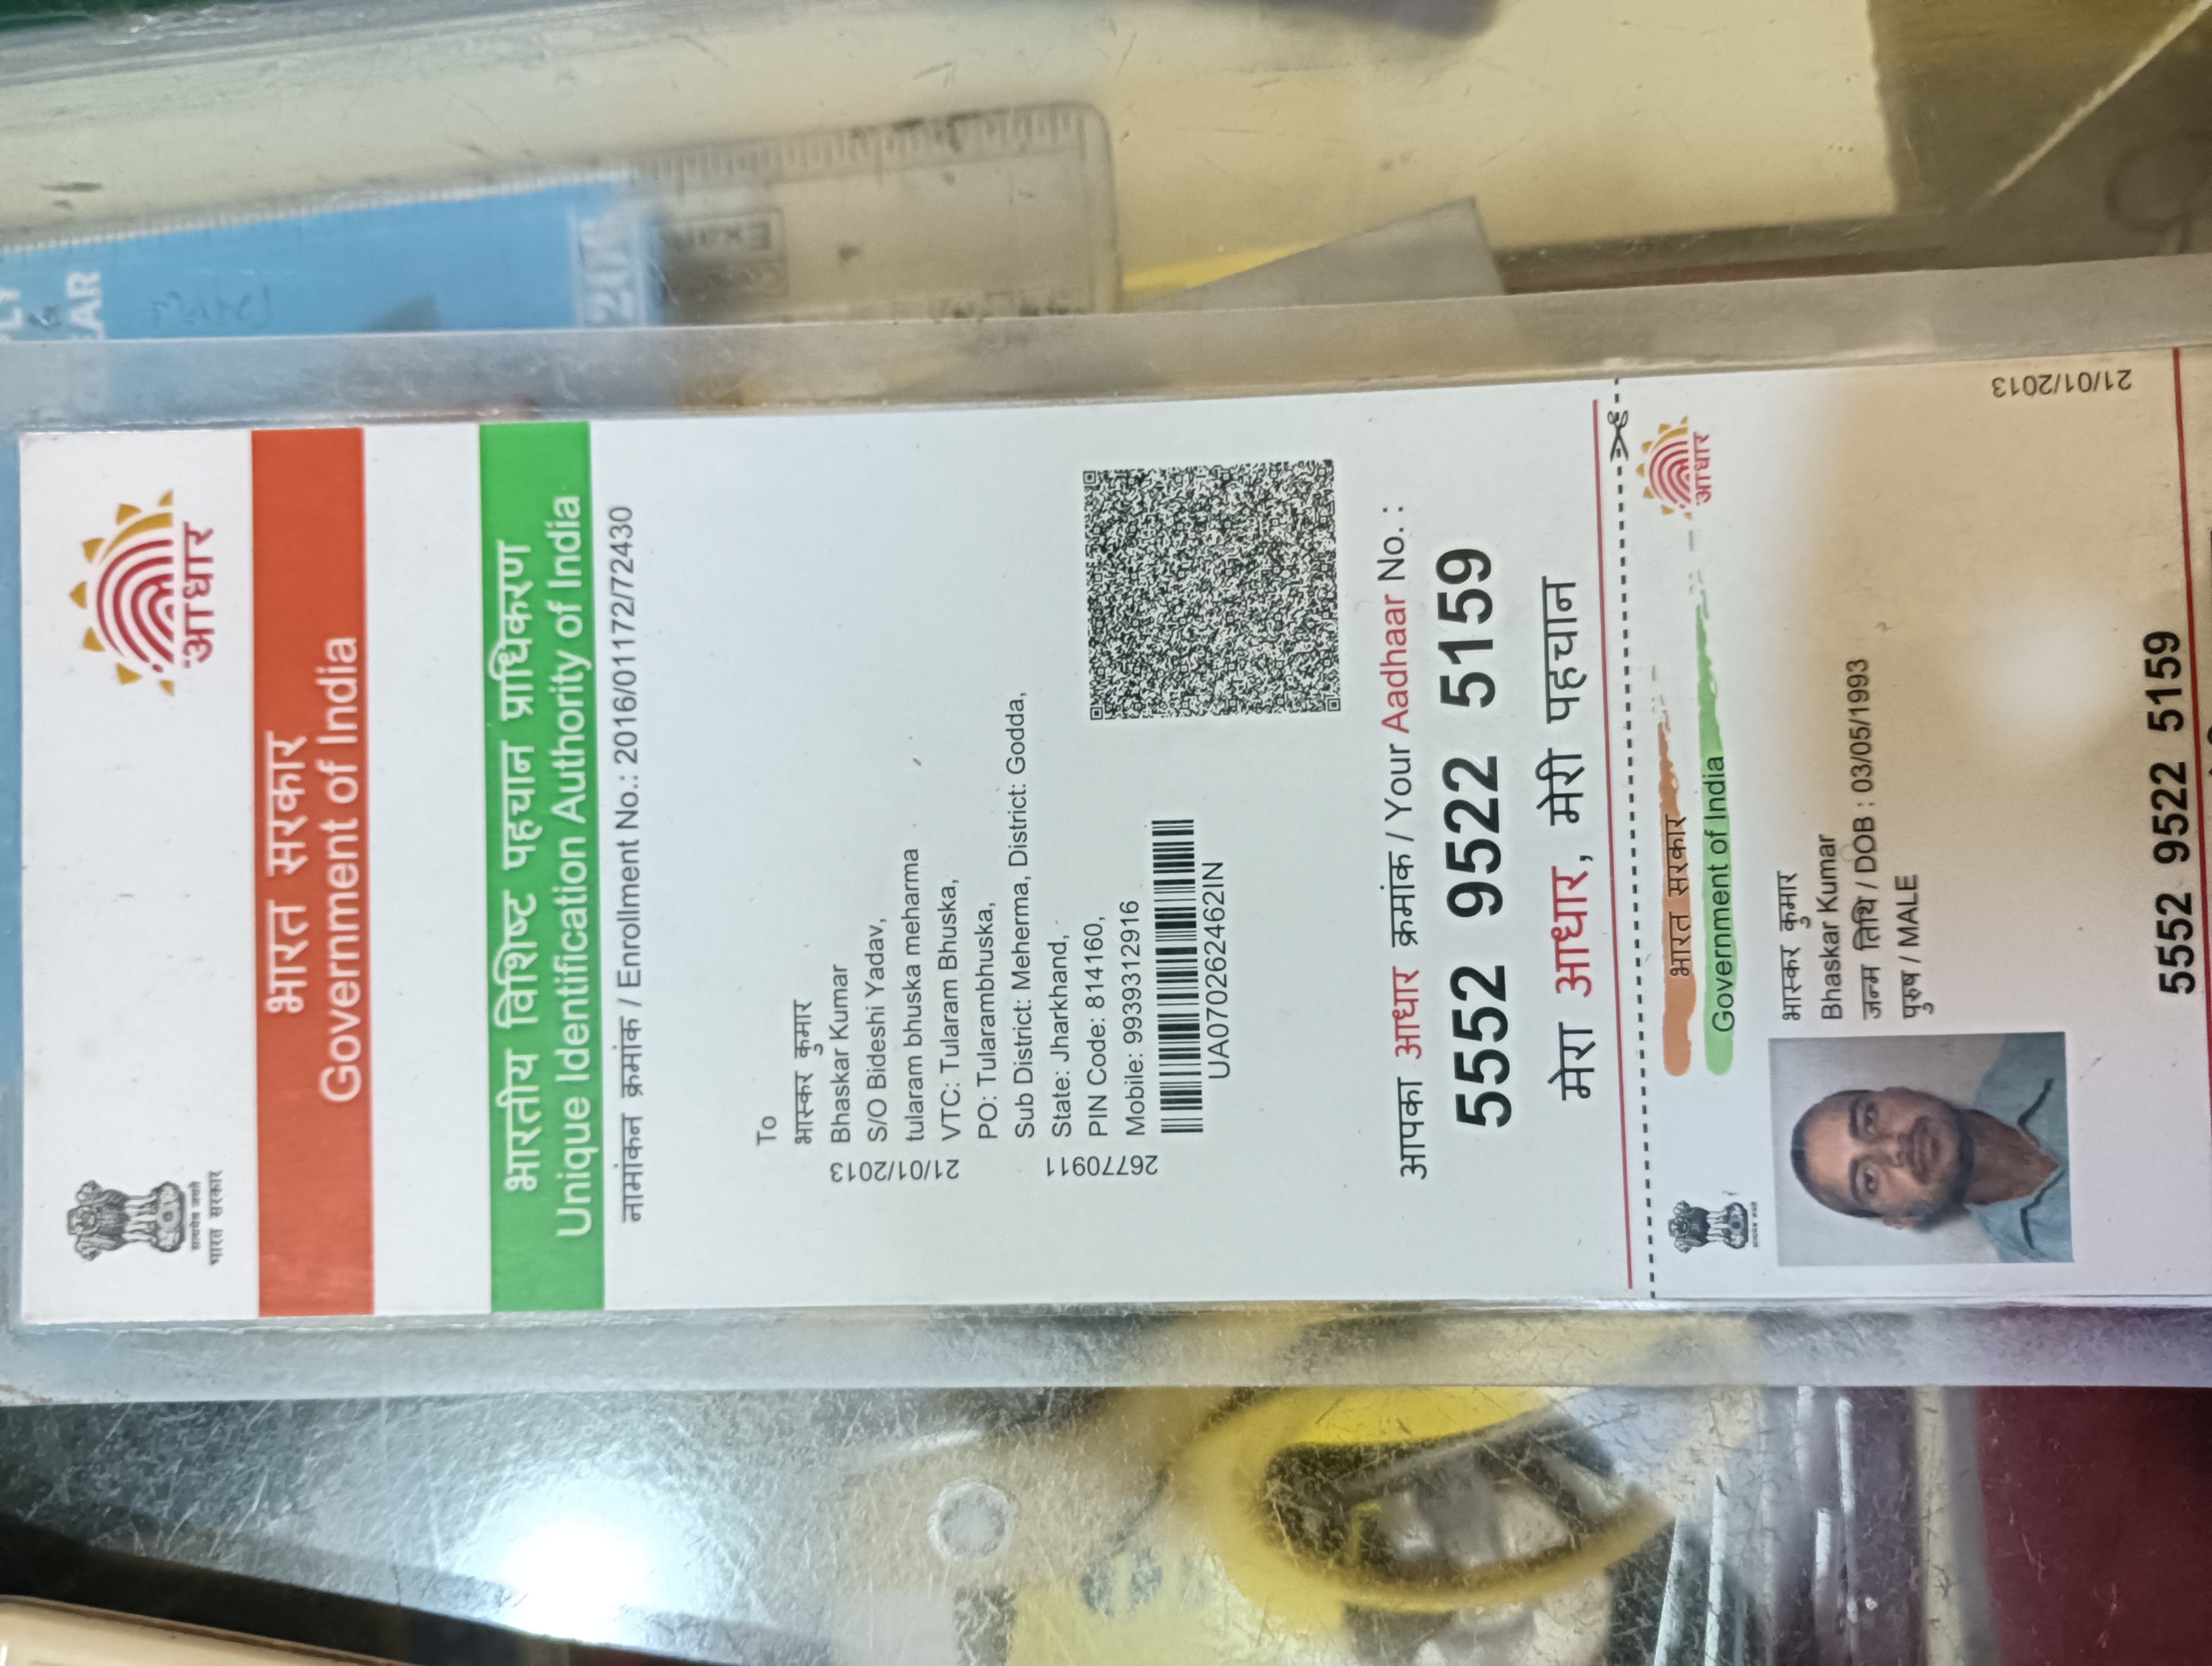 सत्यमेव जयते
भारत सरकार
आधार
भारत सरकार
Government of India
भारतीय विशिष्ट पहचान प्राधिकरण
Unique Identification Authority of India
नामांकन क्रमांक / Enrollment No.: 2016/01172/72430
To
भास्कर कुमार
Bhaskar Kumar
S/O Bideshi Yadav,
tularam bhuska meharma
VTC: Tularam Bhuska,
PO: Tularambhuska,
Sub District: Meherma, District: Godda,
State: Jharkhand,
PIN Code: 814160,
Mobile: 9939312916
21/01/2013
26770911
UA070262462IN
आपका आधार क्रमांक / Your Aadhaar No. :
5552 9522 5159
मेरा आधार, मेरी पहचान
सत्यमेव जयते
भारत सरकार
Government of India
आधार
भास्कर कुमार
Bhaskar Kumar
जन्म तिथि / DOB : 03/05/1993
पुरुष / MALE
21/01/2013
5552 9522 5159